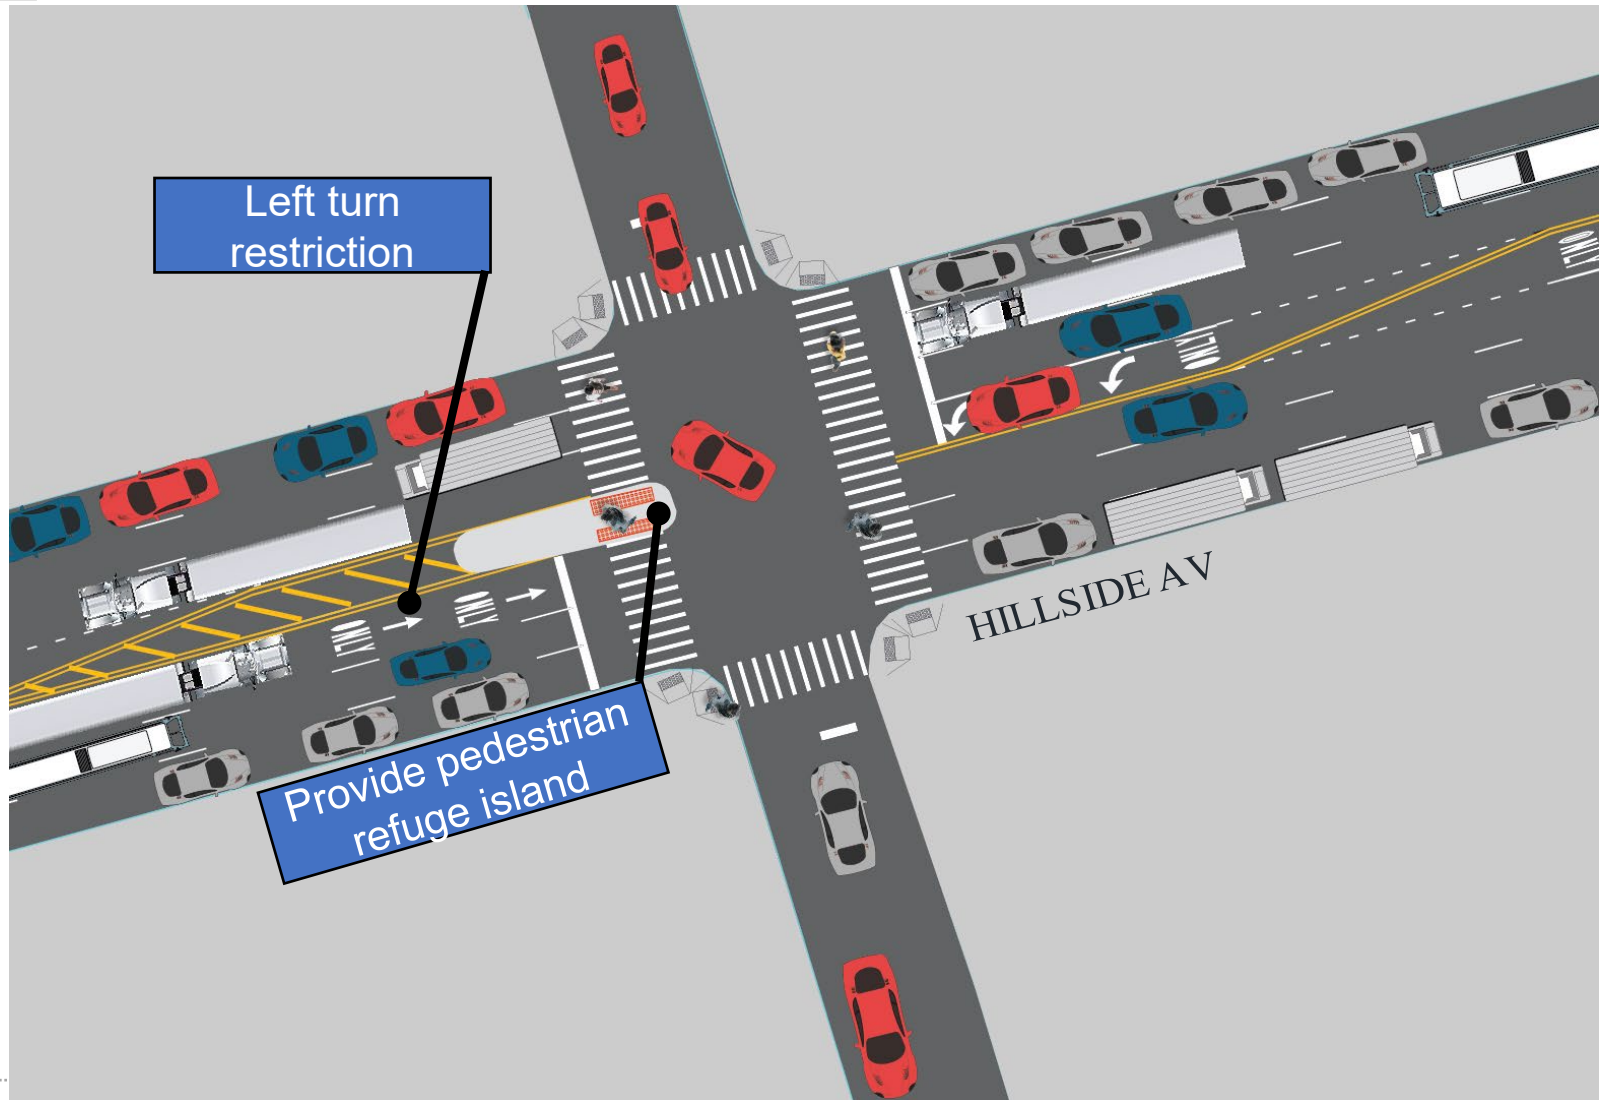 Left turn
restriction
ONLY
ONLY
ONLY
ONLY
HILLSIDE AV
Provide pedestrian
refuge island